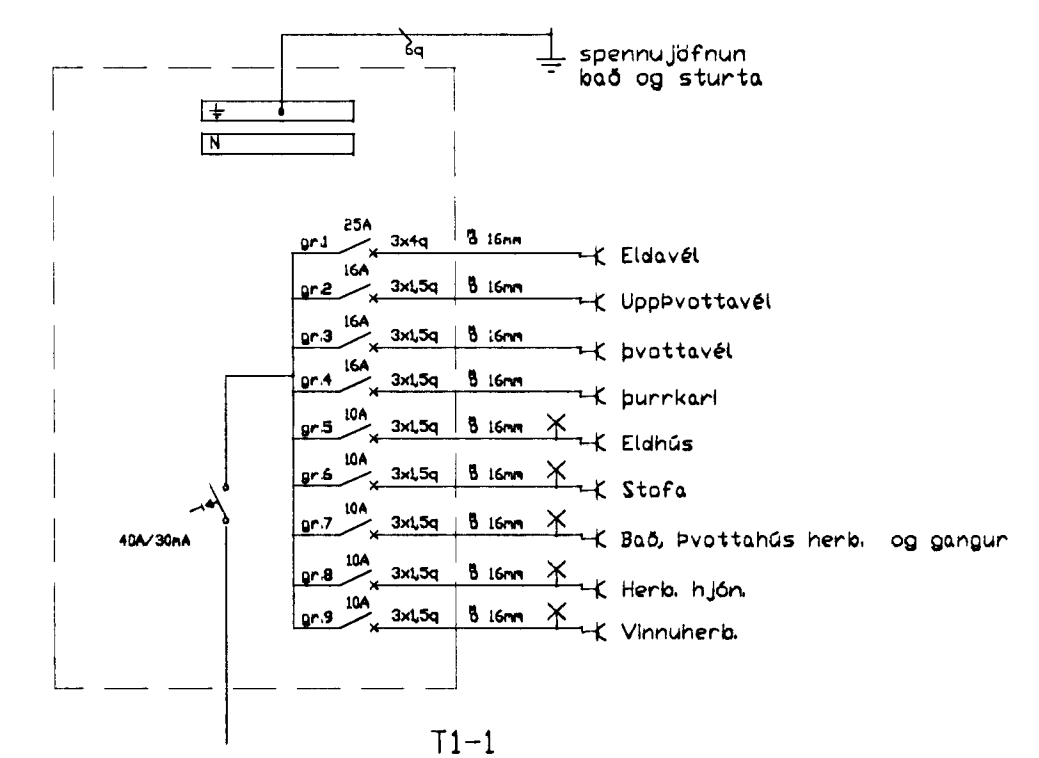 6q
spennujöfnun
bað og sturta
N
gr.1 25A 3x4q 16mm Eldavél
gr.2 16A 3x1,5q 16mm Uppþvottavél
gr.3 16A 3x1,5q 16mm þvottavél
gr.4 16A 3x1,5q 16mm þurrkari
gr.5 10A 3x1,5q 16mm Eldhús
gr.6 10A 3x1,5q 16mm Stofa
gr.7 10A 3x1,5q 16mm Bað, Þvottahús herb. og gangur
gr.8 10A 3x1,5q 16mm Herb. hjón.
gr.9 10A 3x1,5q 16mm Vinnuherb.
40A/30mA
T1-1